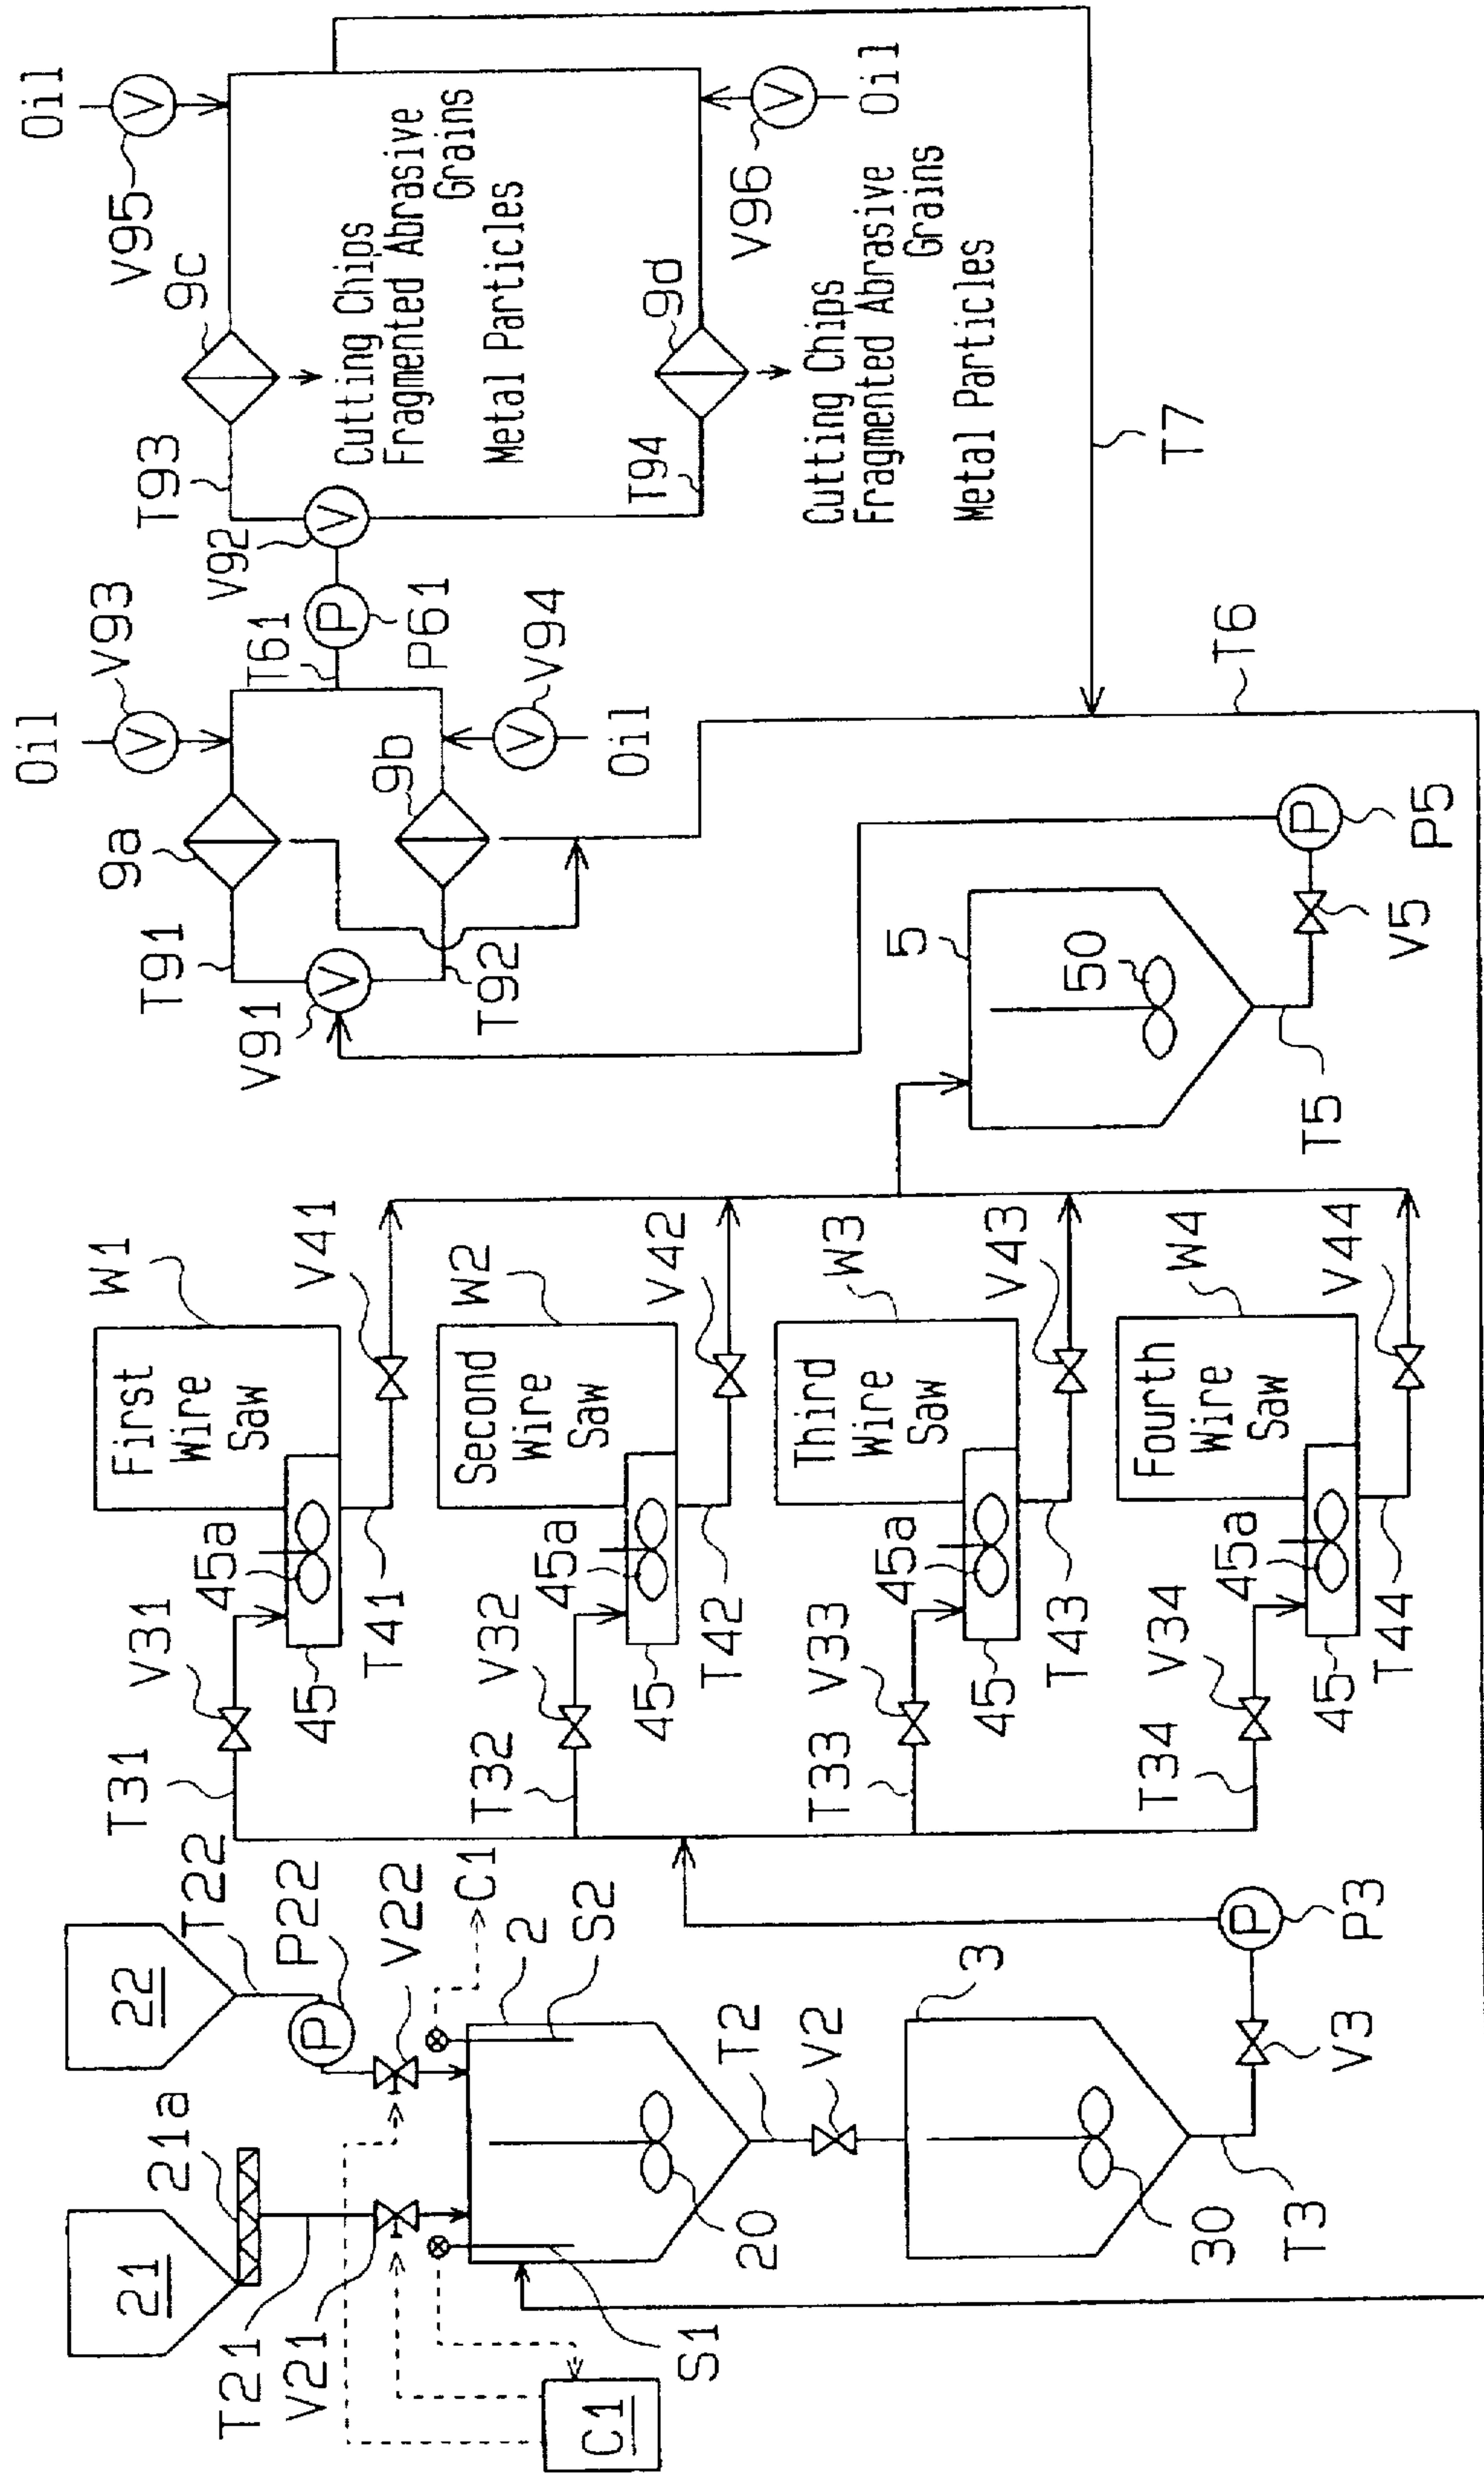 21
21a
T21
V21
22
T22
P
P22
V22
C1
C1
2
S2
S1
20
T2
V2
3
30
T3
V3
P
P3
T31
V31
45a
45
T41
First
Wire
Saw
W1
V41
T32
V32
45a
45
T42
Second
Wire
Saw
W2
V42
T33
V33
45a
45
T43
Third
Wire
Saw
W3
V43
T34
V34
45a
45
T44
Fourth
Wire
Saw
W4
V44
5
50
T5
V5
P
P5
V91
V
T91
T92
9a
9b
Oil
V
V93
V
V94
Oil
T61
P
P61
V92
V
T93
T94
9c
9d
Oil
V
V95
V
V96
Oil
Cutting Chips
Fragmented Abrasive
Grains
Metal Particles
Cutting Chips
Fragmented Abrasive
Grains
Metal Particles
T7
T6